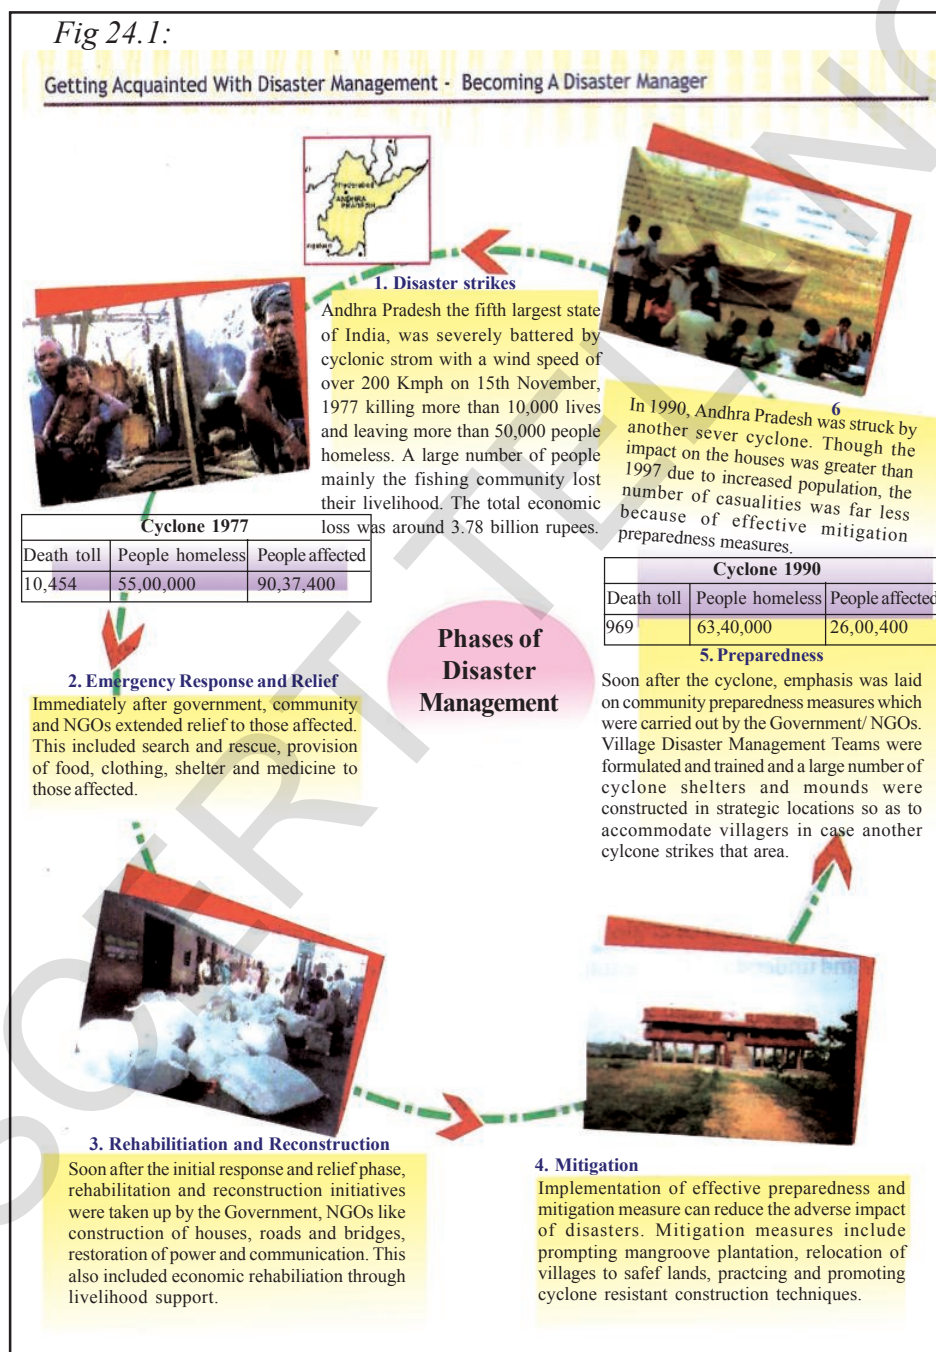 Fig 24.1:
Getting Acquainted With Disaster Management - Becoming A Disaster Manager
Hyderabad
ANDHRA
PRADESH
1. Disaster strikes
Andhra Pradesh the fifth largest state
of India, was severely battered by
cyclonic strom with a wind speed of
over 200 Kmph on 15th November,
1977 killing more than 10,000 lives
and leaving more than 50,000 people
homeless. A large number of people
mainly the fishing community lost
their livelihood. The total economic
loss was around 3.78 billion rupees.
Cyclone 1977
Death toll People homeless People affected
10,454 55,00,000 90,37,400
2. Emergency Response and Relief
Immediately after government, community
and NGOs extended relief to those affected.
This included search and rescue, provision
of food, clothing, shelter and medicine to
those affected.
Phases of
Disaster
Management
3. Rehabilitiation and Reconstruction
Soon after the initial response and relief phase,
rehabilitation and reconstruction initiatives
were taken up by the Government, NGOs like
construction of houses, roads and bridges,
restoration of power and communication. This
also included economic rehabiliation through
livelihood support.
4. Mitigation
Implementation of effective preparedness and
mitigation measure can reduce the adverse impact
of disasters. Mitigation measures include
prompting mangroove plantation, relocation of
villages to safef lands, practcing and promoting
cyclone resistant construction techniques.
5. Preparedness
Soon after the cyclone, emphasis was laid
on community preparedness measures which
were carried out by the Government/ NGOs.
Village Disaster Management Teams were
formulated and trained and a large number of
cyclone shelters and mounds were
constructed in strategic locations so as to
accommodate villagers in case another
cylcone strikes that area.
6
In 1990, Andhra Pradesh was struck by
another sever cyclone. Though the
impact on the houses was greater than
1997 due to increased population, the
number of casualities was far less
because of effective mitigation
preparedness measures.
Cyclone 1990
Death toll People homeless People affected
969 63,40,000 26,00,400